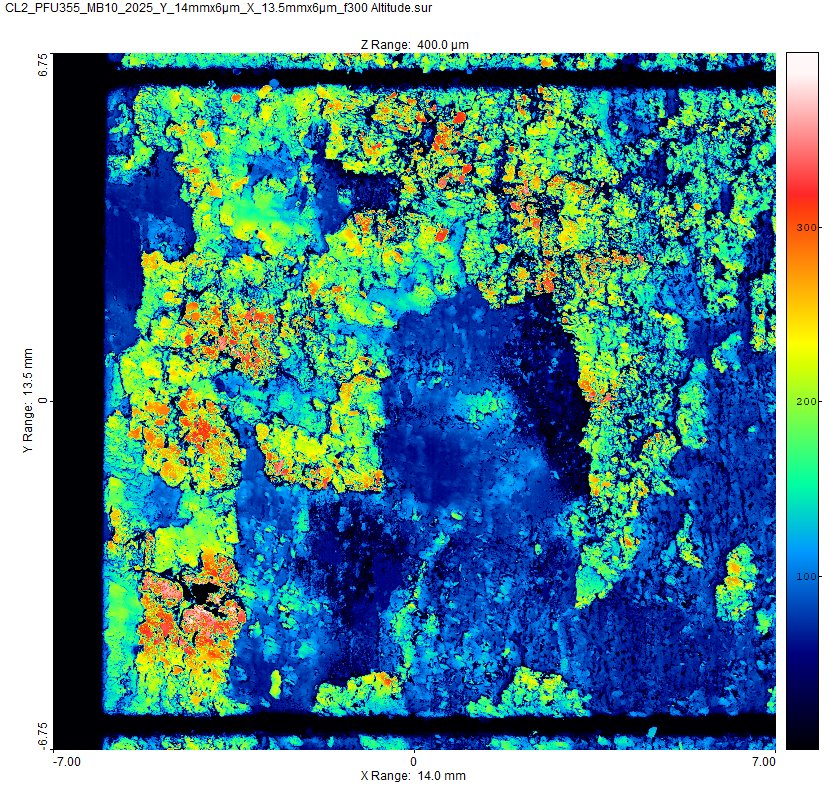 CL2_PFU355_MB10_2025_Y_14mmx6µm_X_13.5mmx6µm_f300 Altitude.sur
Z Range:  400.0 µm
6.75
300
Y Range:  13.5 mm
0
200
100
-6.75
-7.00
0
7.00
X Range:  14.0 mm